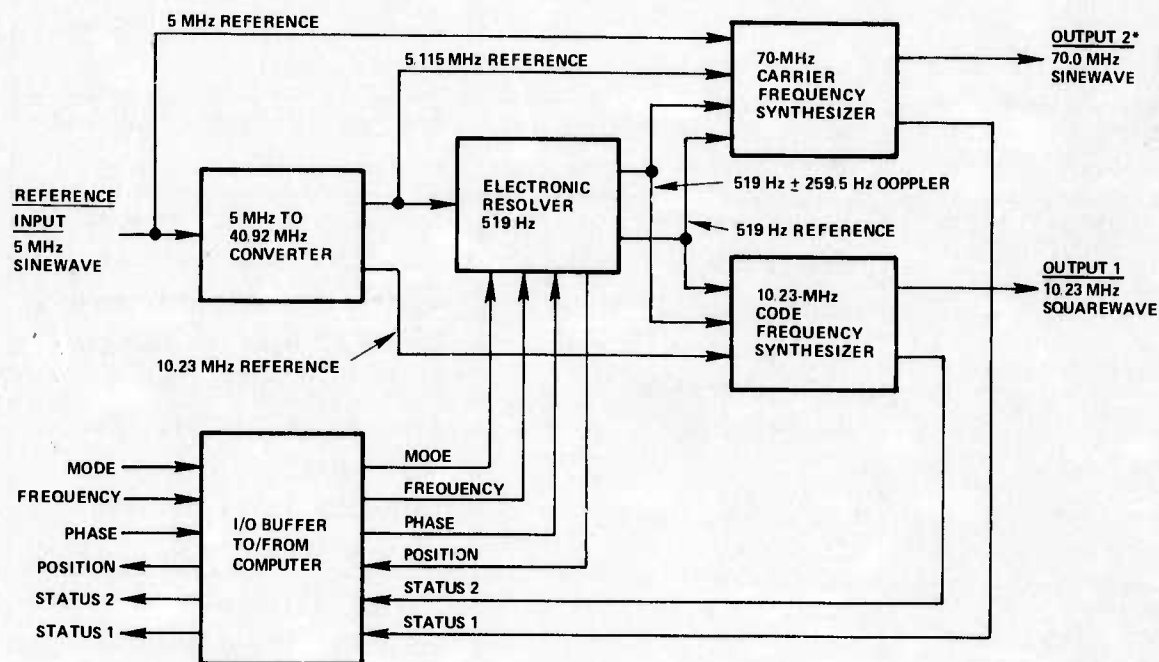 5 MHz REFERENCE
OUTPUT 2*
70.0 MHz
SINEWAVE
70-MHz
CARRIER
FREQUENCY
SYNTHESIZER
5.115 MHz REFERENCE
REFERENCE
INPUT
5 MHz
SINEWAVE
5 MHz TO
40.92 MHz
CONVERTER
ELECTRONIC
RESOLVER
519 Hz
519 Hz ± 259.5 Hz OOPPLER
519 Hz REFERENCE
10.23-MHz
CODE
FREQUENCY
SYNTHESIZER
OUTPUT 1
10.23 MHz
SQUAREWAVE
10.23 MHz REFERENCE
MODE
FREQUENCY
PHASE
POSITION
STATUS 2
STATUS 1
I/O BUFFER
TO/FROM
COMPUTER
MOOE
FREQUENCY
PHASE
POSITION
STATUS 2
STATUS 1